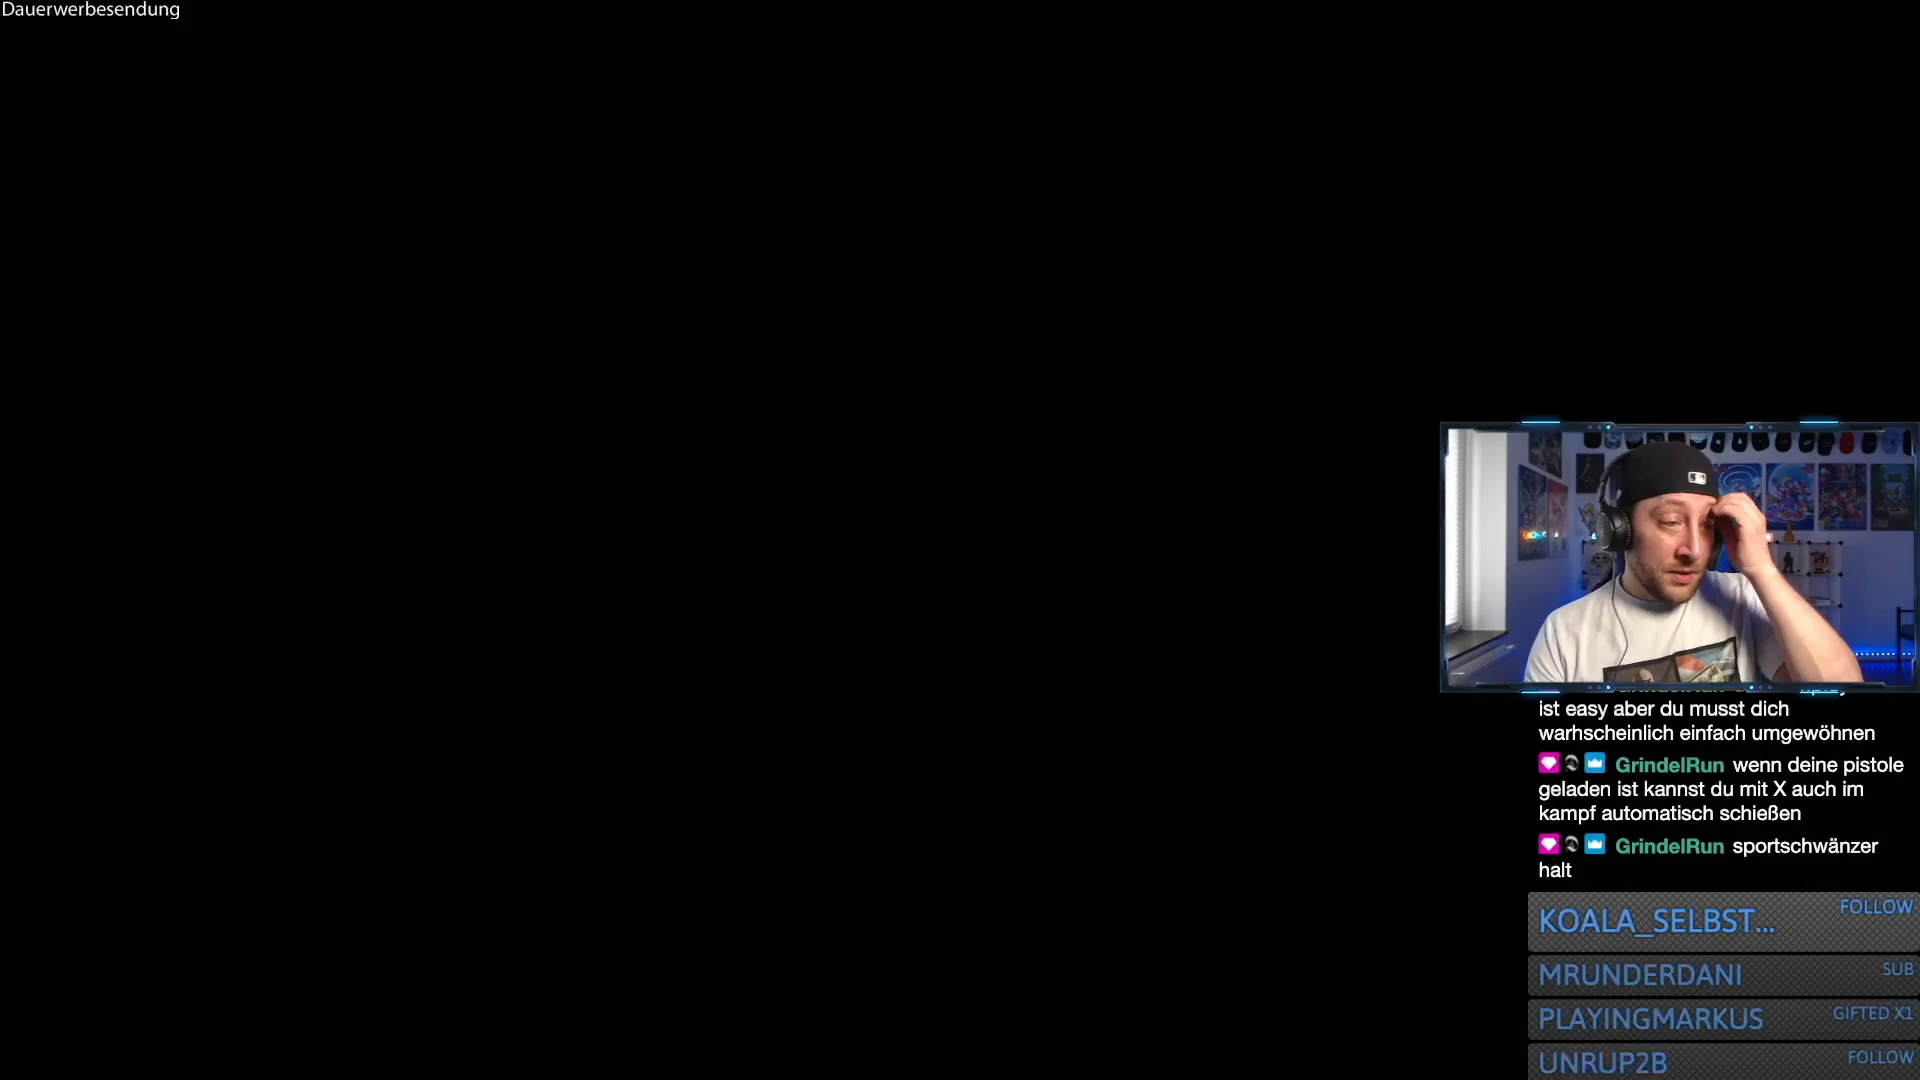 Dauerwerbesendung
ist easy aber du musst dich
warhscheinlich einfach umgewöhnen
GrindelRun wenn deine pistole
geladen ist kannst du mit X auch im
kampf automatisch schießen
GrindelRun sportschwänzer
halt
KOALA_SELBST... FOLLOW
MRUNDERDANI SUB
PLAYINGMARKUS GIFTED X1
UNRUP2B FOLLOW